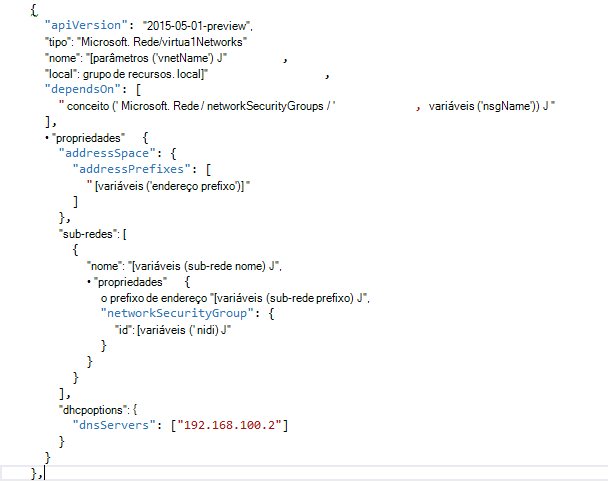 {
"apiVersion": "2015-05-01-preview",
"tipo": "Microsoft. Rede/virtua1Networks"
"nome": "[parâmetros ('vnetName') J" ,
"local": grupo de recursos. local]" ,
"dependsOn": [
" conceito (' Microsoft. Rede / networkSecurityGroups / ' , variáveis ('nsgName')) J "
],
• "propriedades" {
"addressSpace": {
"addressPrefixes": [
" [variáveis ('endereço prefixo')] "
]
},
"sub-redes": [
{
"nome": "[variáveis (sub-rede nome) J",
• "propriedades" {
o prefixo de endereço "[variáveis (sub-rede prefixo) J",
"networkSecurityGroup": {
"id": [variáveis (' nidi) J"
}
}
}
],
"dhcpoptions": {
"dnsServers": ["192.168.100.2"]
}
}
},